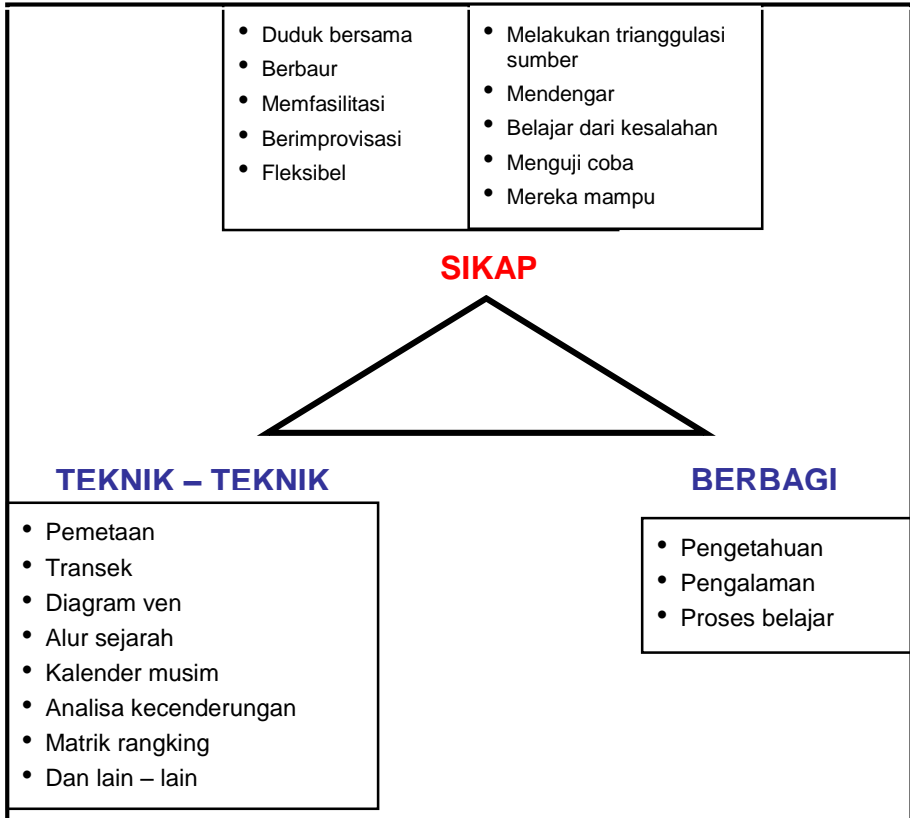 • Duduk bersama
• Berbaur
• Memfasilitasi
• Berimprovisasi
• Fleksibel
• Melakukan trianggulasi
sumber
• Mendengar
• Belajar dari kesalahan
• Menguji coba
• Mereka mampu
SIKAP
TEKNIK – TEKNIK
• Pemetaan
• Transek
• Diagram ven
• Alur sejarah
• Kalender musim
• Analisa kecenderungan
• Matrik rangking
• Dan lain – lain
BERBAGI
• Pengetahuan
• Pengalaman
• Proses belajar